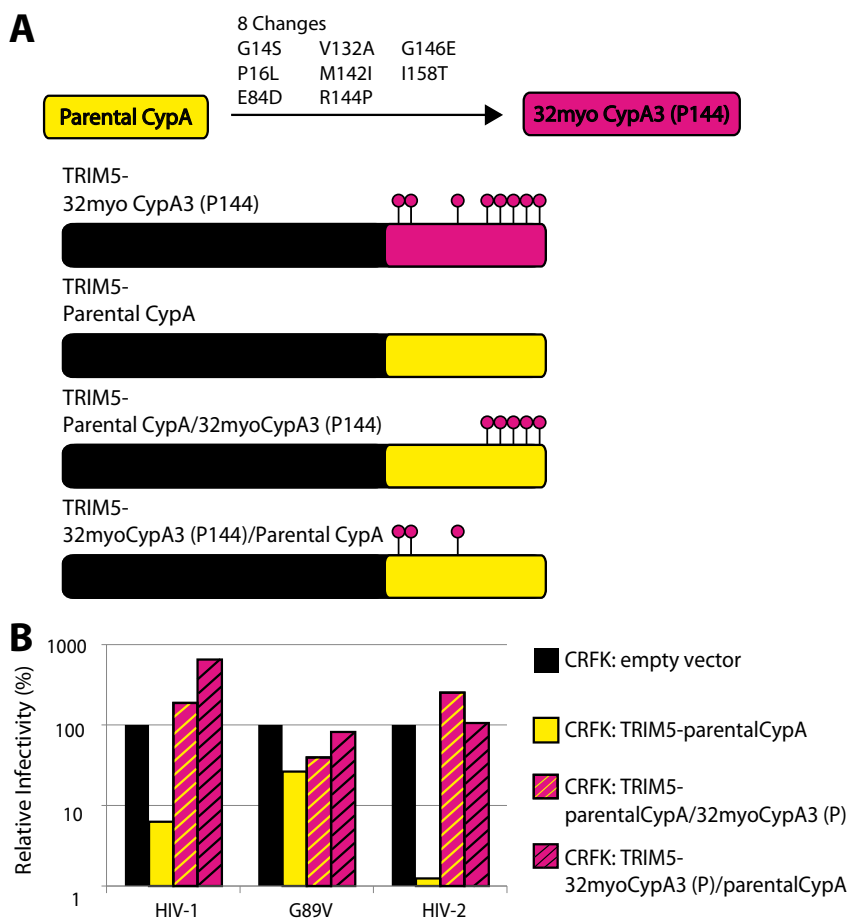 A
8 Changes
G14S V132A G146E
P16L M142I I158T
E84D R144P
Parental CypA
32myo CypA3 (P144)
TRIM5-
32myo CypA3 (P144)
TRIM5-
Parental CypA
TRIM5-
Parental CypA/32myoCypA3 (P144)
TRIM5-
32myoCypA3 (P144)/Parental CypA
B
Relative Infectivity (%)
1000
100
10
1
HIV-1
G89V
HIV-2
CRFK: empty vector
CRFK: TRIM5-parentalCypA
CRFK: TRIM5-
parentalCypA/32myoCypA3 (P)
CRFK: TRIM5-
32myoCypA3 (P)/parentalCypA